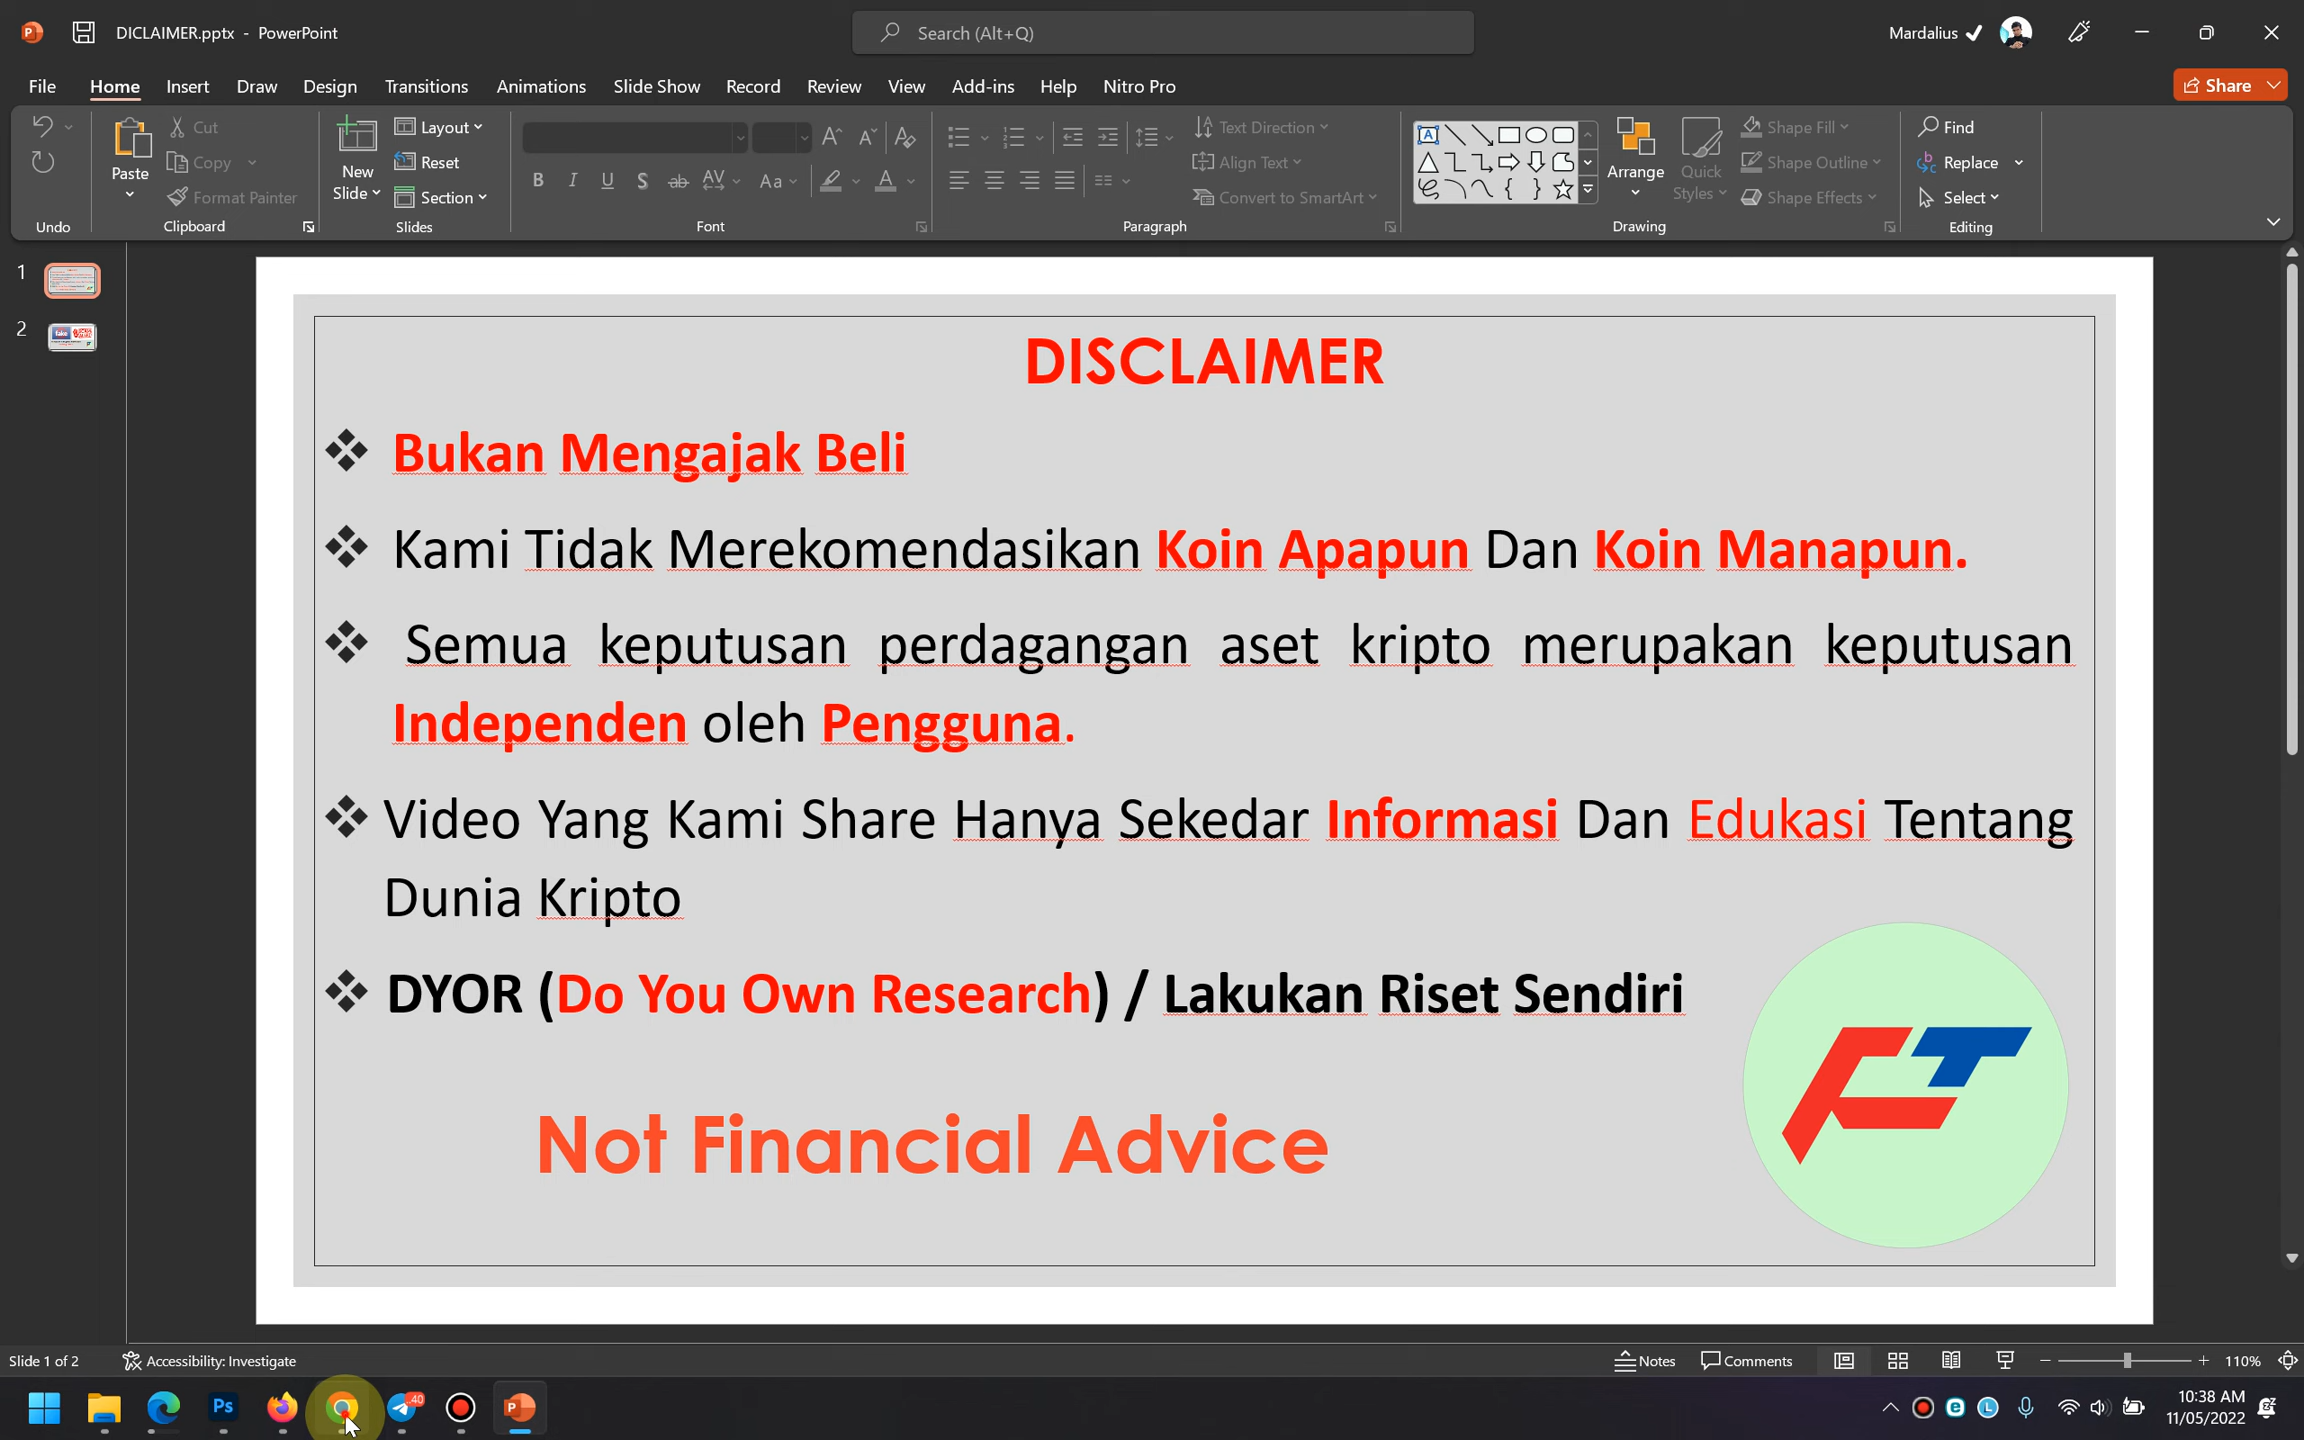 DICLAIMER.pptx - PowerPoint
Search (Alt+Q)
Mardalius
File Home Insert Draw Design Transitions Animations Slide Show Record Review View Add-ins Help Nitro Pro
Share
Cut
Copy
Format Painter
Paste
New Slide
Layout
Reset
Section
Text Direction
Align Text
Convert to SmartArt
Arrange
Quick Styles
Shape Fill
Shape Outline
Shape Effects
Find
Replace
Select
Undo Clipboard Slides Font Paragraph Drawing Editing
1
2
DISCLAIMER
Bukan Mengajak Beli
Kami Tidak Merekomendasikan Koin Apapun Dan Koin Manapun.
Semua keputusan perdagangan aset kripto merupakan keputusan
Independen oleh Pengguna.
Video Yang Kami Share Hanya Sekedar Informasi Dan Edukasi Tentang
Dunia Kripto
DYOR (Do You Own Research) / Lakukan Riset Sendiri
Not Financial Advice
FT
Slide 1 of 2
Accessibility: Investigate
Notes
Comments
110%
Ps
40
10:38 AM
11/05/2022